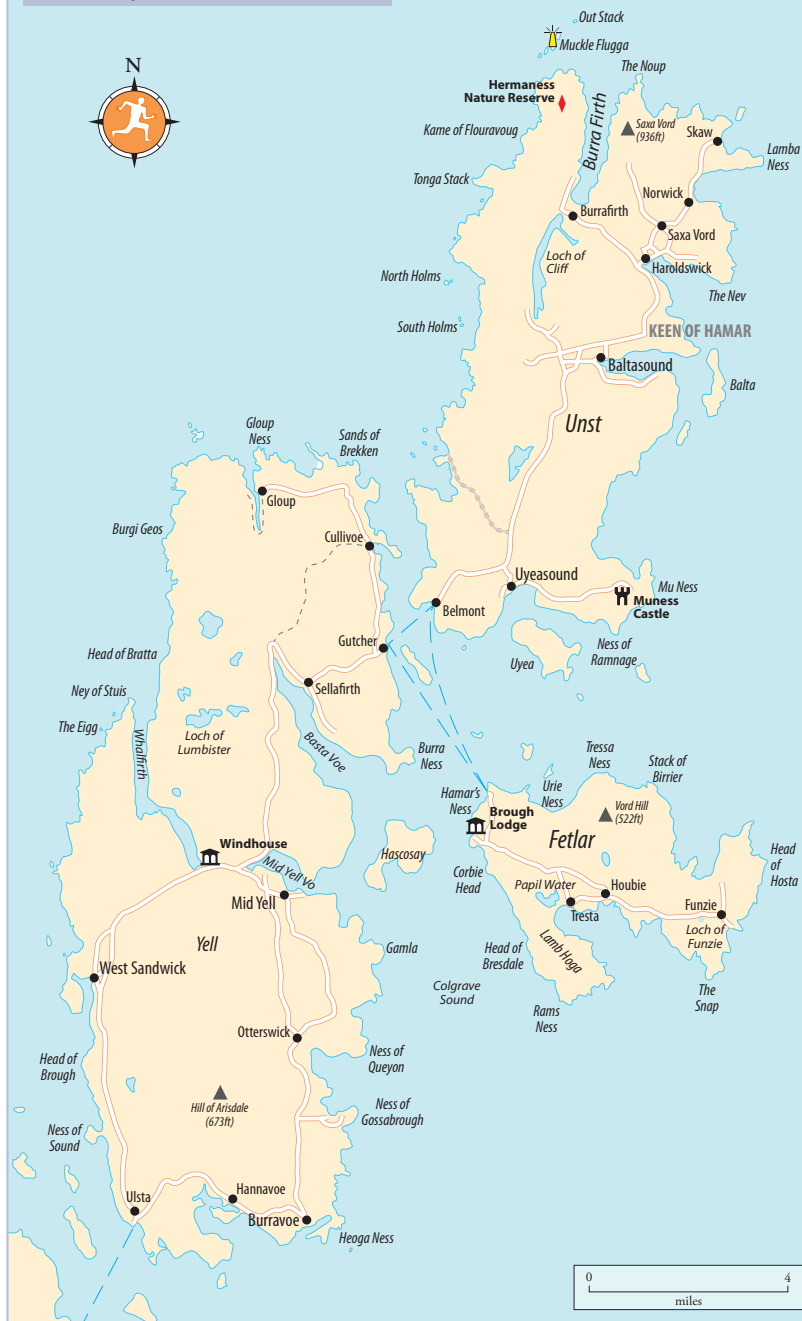 Out Stack
Muckle Flugga
The Noup
N
Hermaness
Nature Reserve
Burra Firth
Saxa Vord
(936ft)
Skaw
Kame of Flouravoug
Lamba
Ness
Tonga Stack
Norwick
Burrafirth
Saxa Vord
Loch of
Cliff
Haroldswick
North Holms
The Nev
South Holms
KEEN OF HAMAR
Baltasound
Balta
Unst
Gloup
Ness
Sands of
Brekken
Gloup
Burgi Geos
Cullivoe
Uyeasound
Mu Ness
Muness
Castle
Belmont
Gutcher
Ness of
Ramnage
Uyea
Head of Bratta
Sellafirth
Ney of Stuis
The Eigg
Whalfirth
Loch of
Lumbister
Basta Voe
Burra
Ness
Tressa
Ness
Stack of
Birrier
Urie
Ness
Hamar's
Ness
Vord Hill
(522ft)
Brough
Lodge
Fetlar
Windhouse
Hascosay
Head
of
Hosta
Mid Yell Vo
Corbie
Head
Papil Water
Houbie
Mid Yell
Tresta
Funzie
Loch of
Funzie
Yell
Gamla
Head of
Bresdale
Lamb Hoga
West Sandwick
Colgrave
Sound
The
Snap
Rams
Ness
Otterswick
Head of
Brough
Ness of
Queyon
Hill of Arisdale
(673ft)
Ness of
Gossabrough
Ness of
Sound
Ulsta
Hannavoe
Burravoe
Heoga Ness
0 4
miles